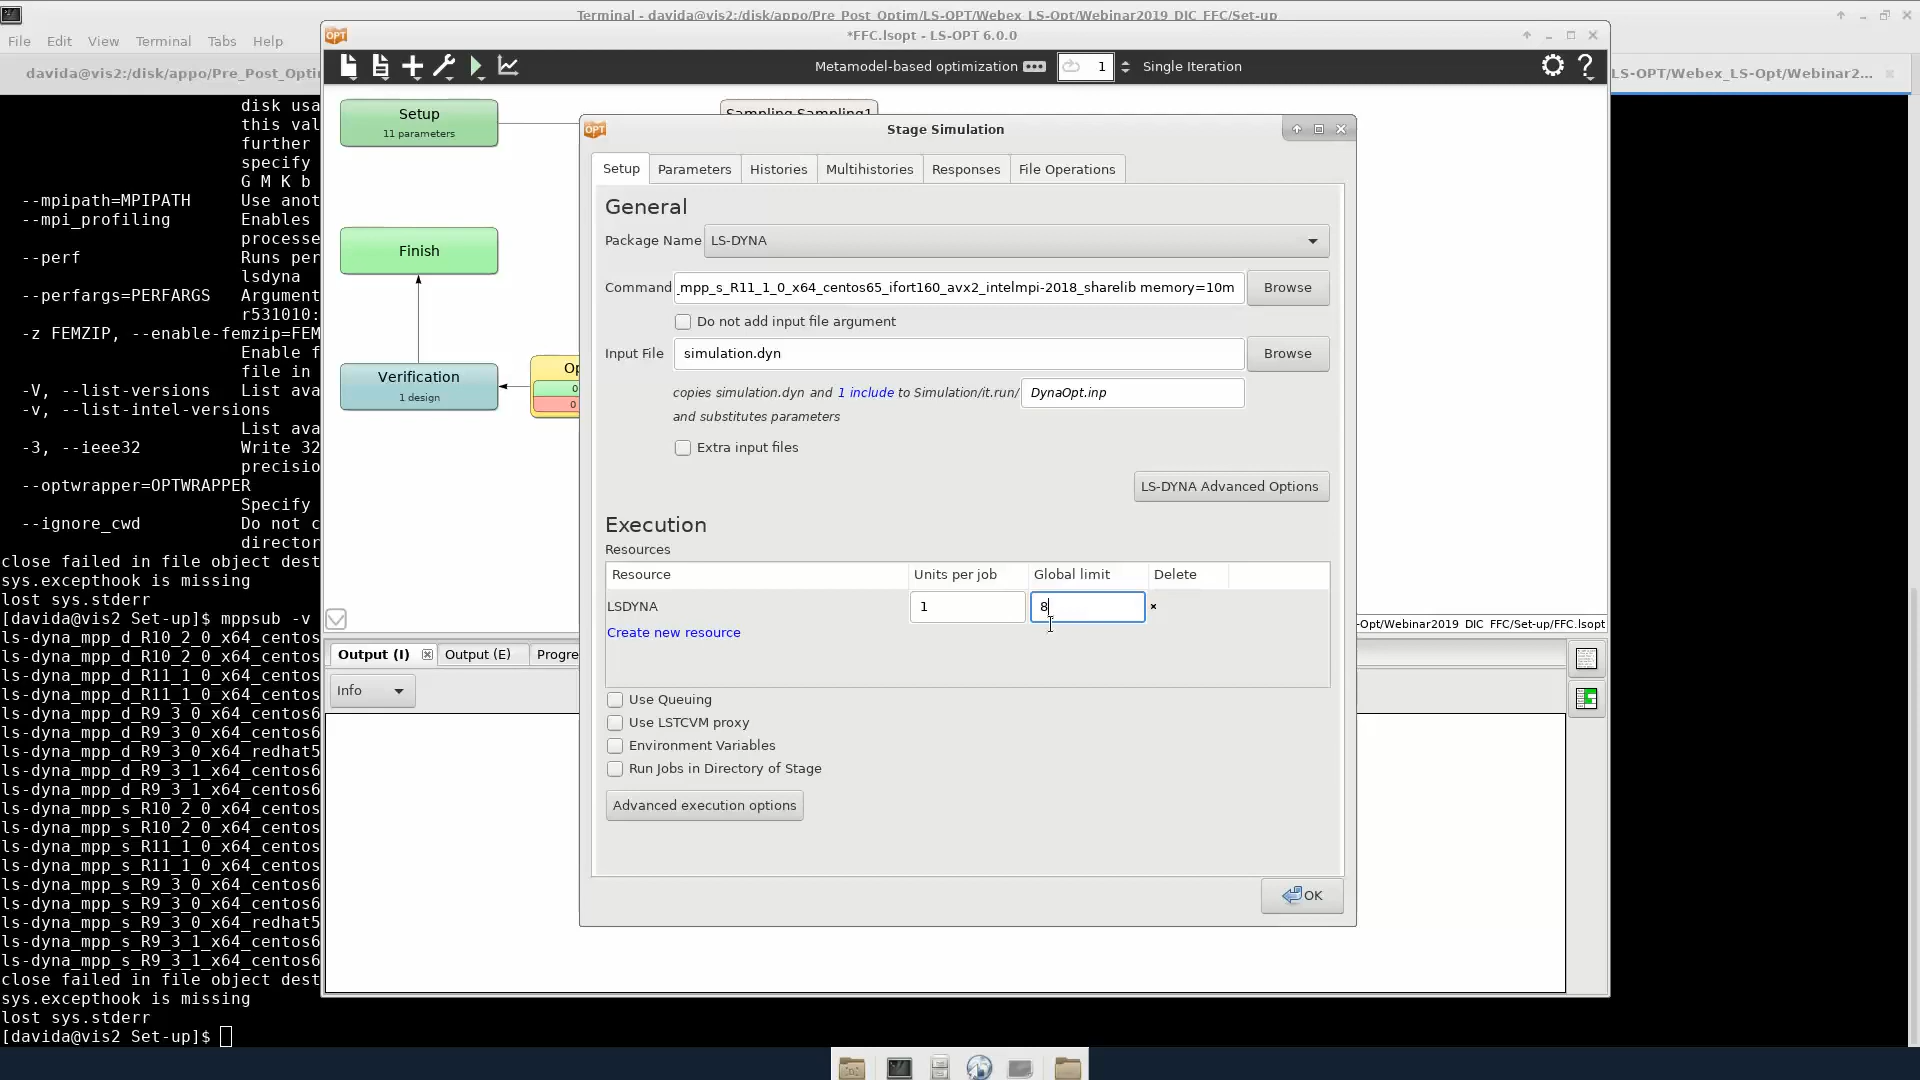 Terminal - davida@vis2:/disk/appo/Pre_Post_Optim/LS-OPT/Webex_LS-Opt/Webinar2019_DIC_FFC/Set-up
File Edit View Terminal Tabs Help
davida@vis2:/disk/appo/Pre_Post_Opti
LS-OPT/Webex_LS-Opt/Webinar2...
disk usa
this val
further
specify
G M K b
--mpipath=MPIPATH Use anot
--mpi_profiling Enables
processe
--perf Runs per
lsdyna
--perfargs=PERFARGS Argument
r531010:
-z FEMZIP, --enable-femzip=FEM
Enable f
file in
-V, --list-versions List ava
-v, --list-intel-versions
List ava
-3, --ieee32 Write 32
precisio
--optwrapper=OPTWRAPPER
Specify
--ignore_cwd Do not c
director
close failed in file object dest
sys.excepthook is missing
lost sys.stderr
[davida@vis2 Set-up]$ mppsub -v
ls-dyna_mpp_d_R10_2_0_x64_centos
ls-dyna_mpp_d_R10_2_0_x64_centos
ls-dyna_mpp_d_R11_1_0_x64_centos
ls-dyna_mpp_d_R11_1_0_x64_centos
ls-dyna_mpp_d_R9_3_0_x64_centos6
ls-dyna_mpp_d_R9_3_0_x64_centos6
ls-dyna_mpp_d_R9_3_0_x64_redhat5
ls-dyna_mpp_d_R9_3_1_x64_centos6
ls-dyna_mpp_d_R9_3_1_x64_centos6
ls-dyna_mpp_s_R10_2_0_x64_centos
ls-dyna_mpp_s_R10_2_0_x64_centos
ls-dyna_mpp_s_R11_1_0_x64_centos
ls-dyna_mpp_s_R11_1_0_x64_centos
ls-dyna_mpp_s_R9_3_0_x64_centos6
ls-dyna_mpp_s_R9_3_0_x64_centos6
ls-dyna_mpp_s_R9_3_0_x64_redhat5
ls-dyna_mpp_s_R9_3_1_x64_centos6
ls-dyna_mpp_s_R9_3_1_x64_centos6
close failed in file object dest
sys.excepthook is missing
lost sys.stderr
[davida@vis2 Set-up]$
OPT
*FFC.lsopt - LS-OPT 6.0.0
Metamodel-based optimization 1 Single Iteration
Setup
11 parameters
Sampling Sampling1
Finish
Verification
1 design
Op
0
0
-Opt/Webinar2019_DIC_FFC/Set-up/FFC.lsopt
Output (I) Output (E) Progre
Info
OPT
Stage Simulation
Setup Parameters Histories Multihistories Responses File Operations
General
Package Name LS-DYNA
Command _mpp_s_R11_1_0_x64_centos65_ifort160_avx2_intelmpi-2018_sharelib memory=10m Browse
Do not add input file argument
Input File simulation.dyn Browse
copies simulation.dyn and 1 include to Simulation/it.run/ DynaOpt.inp
and substitutes parameters
Extra input files
LS-DYNA Advanced Options
Execution
Resources
Resource Units per job Global limit Delete
LSDYNA 1 8
Create new resource
Use Queuing
Use LSTCVM proxy
Environment Variables
Run Jobs in Directory of Stage
Advanced execution options
OK